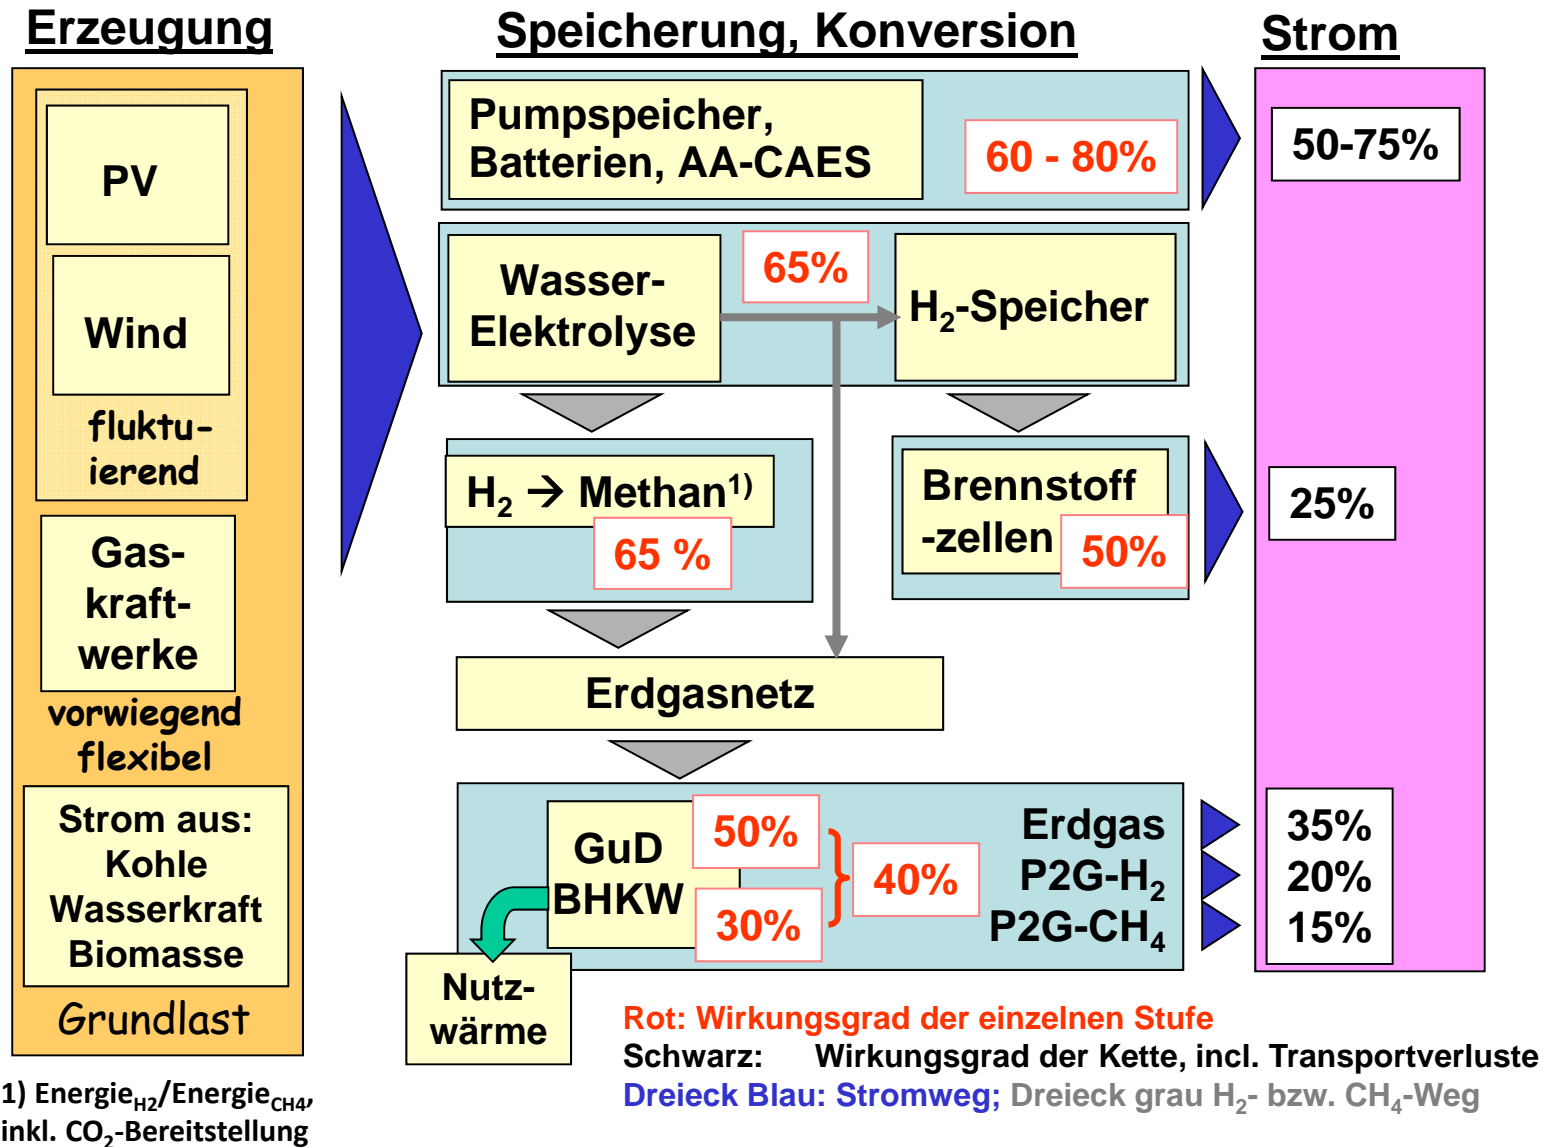 Erzeugung
Speicherung, Konversion
Strom
PV
Wind
fluktu-
ierend
Gas-
kraft-
werke
vorwiegend
flexibel
Strom aus:
Kohle
Wasserkraft
Biomasse
Grundlast
1) Energie_H2/Energie_CH4,
inkl. CO₂-Bereitstellung
Pumpspeicher,
Batterien, AA-CAES
60 - 80%
50-75%
Wasser-
Elektrolyse
65%
H₂-Speicher
H₂ → Methan¹⁾
65 %
Brennstoff
-zellen
50%
25%
Erdgasnetz
GuD
BHKW
50%
30%
40%
Erdgas
P2G-H₂
P2G-CH₄
35%
20%
15%
Nutz-
wärme
Rot: Wirkungsgrad der einzelnen Stufe
Schwarz: Wirkungsgrad der Kette, incl. Transportverluste
Dreieck Blau: Stromweg; Dreieck grau H₂- bzw. CH₄-Weg